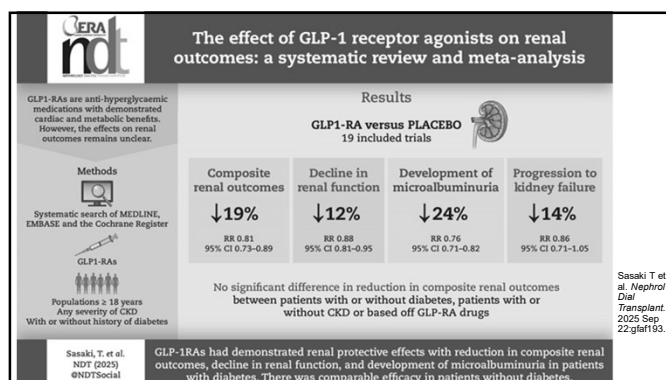 ERA
ndt
The effect of GLP-1 receptor agonists on renal
outcomes: a systematic review and meta-analysis
GLP1-RAs are anti-hyperglycaemic
medications with demonstrated
cardiac and metabolic benefits.
However, the effects on renal
outcomes remains unclear.
Methods
Systematic search of MEDLINE,
EMBASE and the Cochrane Register
GLP1-RAs
Populations ≥ 18 years
Any severity of CKD
With or without history of diabetes
Results
GLP1-RA versus PLACEBO
19 included trials
Composite
renal outcomes
↓19%
RR 0.81
95% CI 0.73–0.89
Decline in
renal function
↓12%
RR 0.88
95% CI 0.81–0.95
Development of
microalbuminuria
↓24%
RR 0.76
95% CI 0.71–0.82
Progression to
kidney failure
↓14%
RR 0.86
95% CI 0.71–1.05
No significant difference in reduction in composite renal outcomes
between patients with or without diabetes, patients with or
without CKD or based off GLP-RA drugs
Sasaki, T. et al.
NDT (2025)
@NDTSocial
GLP-1RAs had demonstrated renal protective effects with reduction in composite renal
outcomes, decline in renal function, and development of microalbuminuria in patients
with diabetes. There was comparable efficacy in patients without diabetes.
Sasaki T et
al. Nephrol
Dial
Transplant.
2025 Sep
22:gfaf193.